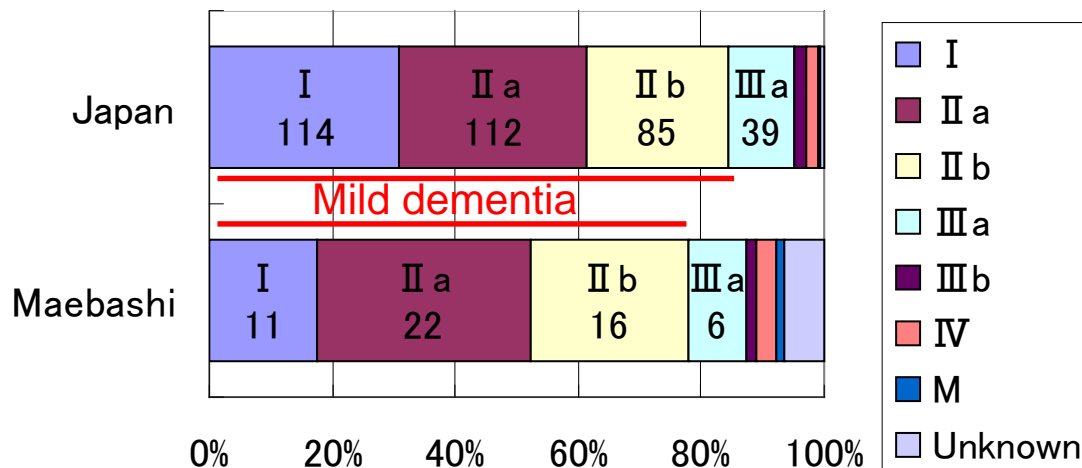 Japan
Ⅰ
114
Ⅱa
112
Ⅱb
85
Ⅲa
39
Mild dementia
Maebashi
Ⅰ
11
Ⅱa
22
Ⅱb
16
Ⅲa
6
0% 20% 40% 60% 80% 100%
Ⅰ
Ⅱa
Ⅱb
Ⅲa
Ⅲb
Ⅳ
M
Unknown